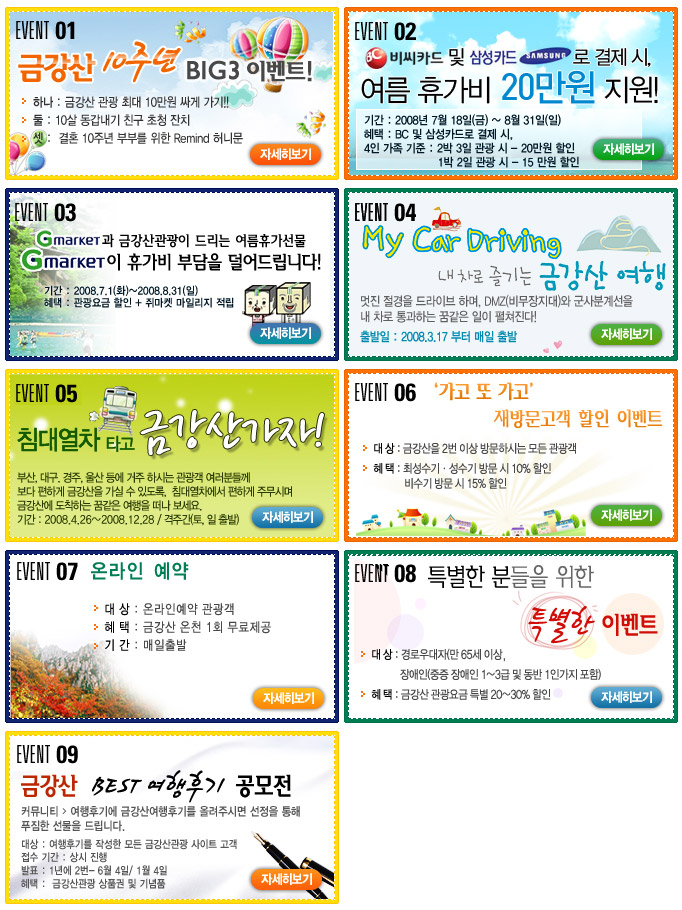 EVENT 01
금강산 10주년 BIG3 이벤트!
하나 : 금강산 관광 최대 10만원 싸게 가기!!
둘 : 10살 동갑내기 친구 초청 잔치
셋 : 결혼 10주년 부부를 위한 Remind 허니문
자세히보기
EVENT 02
BC 비씨카드 및 삼성카드 SAMSUNG 로 결제 시,
여름 휴가비 20만원 지원!
기간 : 2008년 7월 18일(금) ~ 8월 31일(일)
혜택 : BC 및 삼성카드로 결제 시,
4인 가족 기준 : 2박 3일 관광 시 - 20만원 할인
1박 2일 관광 시 - 15 만원 할인
자세히보기
EVENT 03
Gmarket과 금강산관광이 드리는 여름휴가선물
Gmarket이 휴가비 부담을 덜어드립니다!
기간 : 2008.7.1(화)~2008.8.31(일)
혜택 : 관광요금 할인 + 쥐마켓 마일리지 적립
자세히보기
EVENT 04
My Car Driving
내 차로 즐기는 금강산 여행
멋진 절경을 드라이브 하며, DMZ(비무장지대)와 군사분계선을
내 차로 통과하는 꿈같은 일이 펼쳐진다!
출발일 : 2008.3.17 부터 매일 출발
자세히보기
EVENT 05
침대열차 타고 금강산가자!
부산, 대구, 경주, 울산 등에 거주 하시는 관광객 여러분들께
보다 편하게 금강산을 가실 수 있도록, 침대열차에서 편하게 주무시며
금강산에 도착하는 꿈같은 여행을 떠나 보세요.
기간 : 2008.4.26~2008.12.28 / 격주간(토, 일 출발)
자세히보기
EVENT 06
‘가고 또 가고’
재방문고객 할인 이벤트
대상 : 금강산을 2번 이상 방문하시는 모든 관광객
혜택 : 최성수기 · 성수기 방문 시 10% 할인
비수기 방문 시 15% 할인
자세히보기
EVENT 07 온라인 예약
대 상 : 온라인예약 관광객
혜 택 : 금강산 온천 1회 무료제공
기 간 : 매일출발
자세히보기
EVENT 08 특별한 분들을 위한
특별한 이벤트
대상 : 경로우대자(만 65세 이상,
장애인(중증 장애인 1~3급 및 동반 1인가지 포함)
혜택 : 금강산 관광요금 특별 20~30% 할인
자세히보기
EVENT 09
금강산 BEST 여행후기 공모전
커뮤니티 > 여행후기에 금강산여행후기를 올려주시면 선정을 통해
푸짐한 선물을 드립니다.
대상 : 여행후기를 작성한 모든 금강산관광 사이트 고객
접수 기간 : 상시 진행
발표 : 1년에 2번- 6월 4일/ 1월 4일
혜택 : 금강산관광 상품권 및 기념품
자세히보기